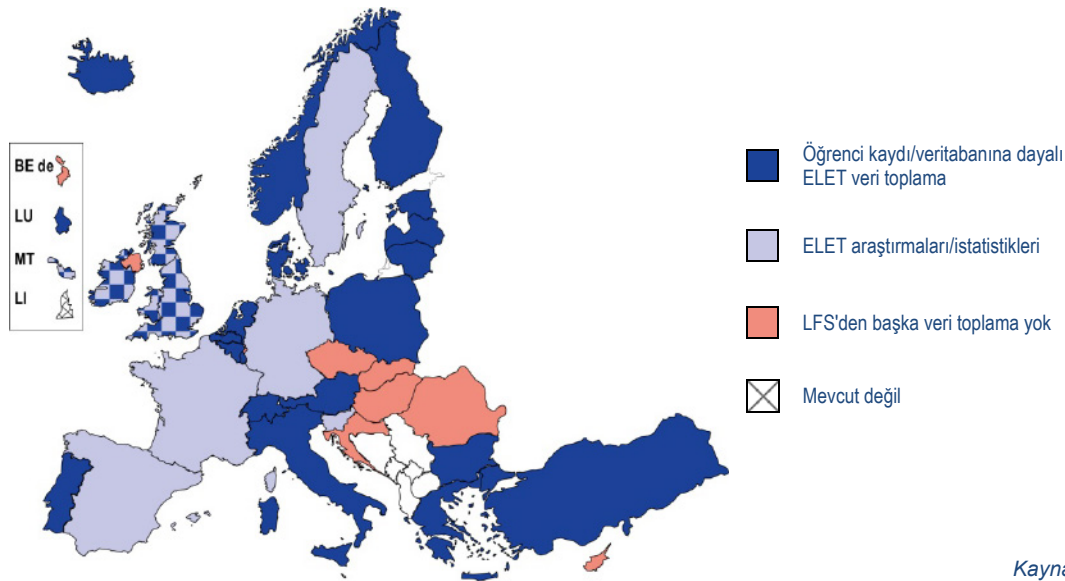 BE de
LU
MT
LI
Öğrenci kaydı/veritabanına dayalı
ELET veri toplama
ELET araştırmaları/istatistikleri
LFS'den başka veri toplama yok
Mevcut değil